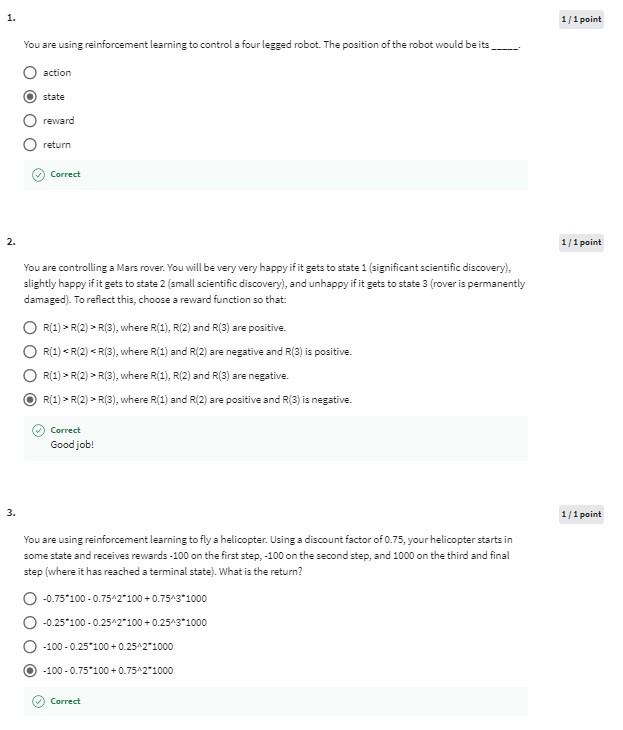 1.
1 / 1 point
You are using reinforcement learning to control a four legged robot. The position of the robot would be its _____.
action
state
reward
return
Correct
2.
1 / 1 point
You are controlling a Mars rover. You will be very very happy if it gets to state 1 (significant scientific discovery),
slightly happy if it gets to state 2 (small scientific discovery), and unhappy if it gets to state 3 (rover is permanently
damaged). To reflect this, choose a reward function so that:
R(1) > R(2) > R(3), where R(1), R(2) and R(3) are positive.
R(1) < R(2) < R(3), where R(1) and R(2) are negative and R(3) is positive.
R(1) > R(2) > R(3), where R(1), R(2) and R(3) are negative.
R(1) > R(2) > R(3), where R(1) and R(2) are positive and R(3) is negative.
Correct
Good job!
3.
1 / 1 point
You are using reinforcement learning to fly a helicopter. Using a discount factor of 0.75, your helicopter starts in
some state and receives rewards -100 on the first step, -100 on the second step, and 1000 on the third and final
step (where it has reached a terminal state). What is the return?
-0.75*100 - 0.75^2*100 + 0.75^3*1000
-0.25*100 - 0.25^2*100 + 0.25^3*1000
-100 - 0.25*100 + 0.25^2*1000
-100 - 0.75*100 + 0.75^2*1000
Correct